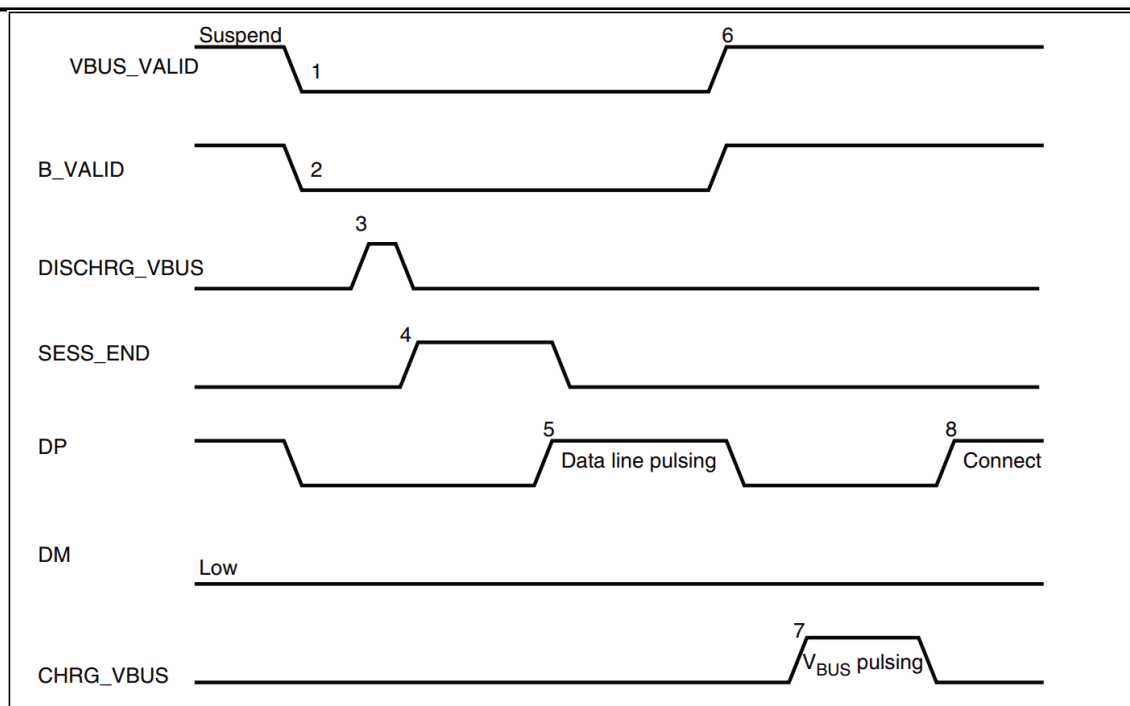 Suspend
6
VBUS_VALID
1
B_VALID
2
3
DISCHRG_VBUS
4
SESS_END
5
8
DP
Data line pulsing
Connect
DM
Low
7
VBUS pulsing
CHRG_VBUS